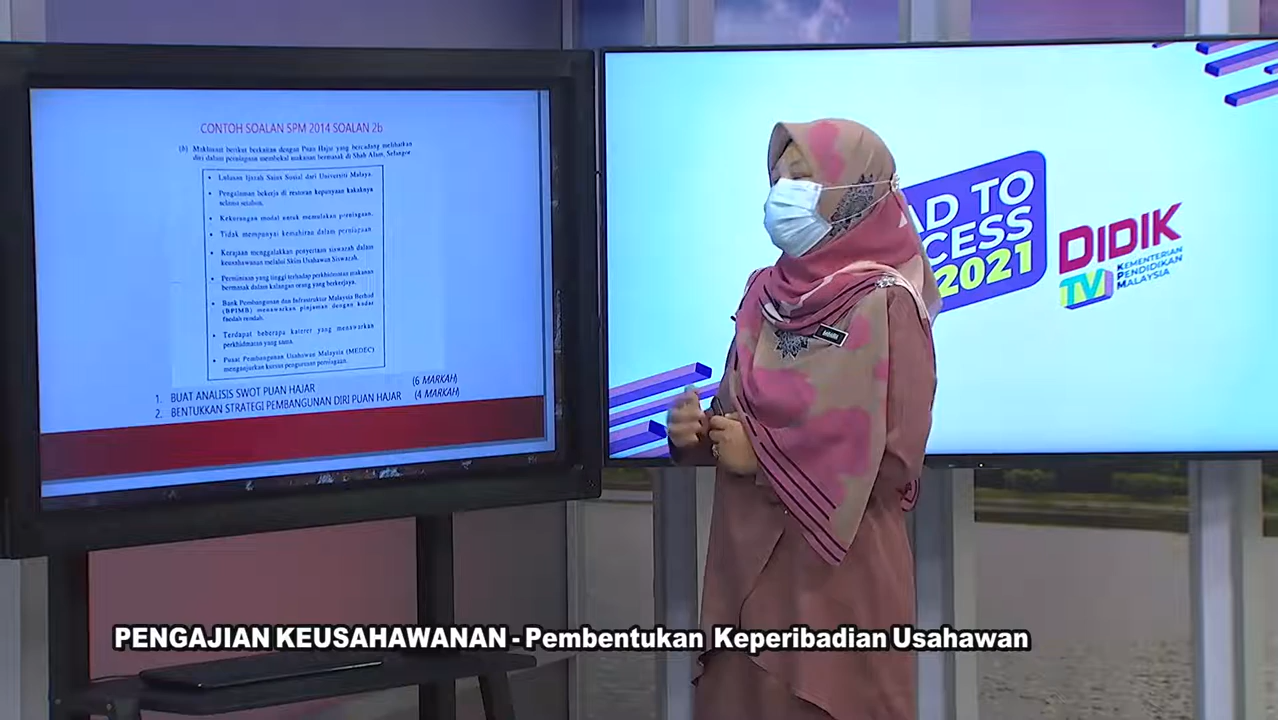 CONTOH SOALAN SPM 2014 SOALAN 2b
(b) Maklumat berikut berkaitan dengan Puan Hajar yang bercadang melibatkan
diri dalam perniagaan membekal makanan bermasak di Shah Alam, Selangor
• Lulusan Ijazah Sains Sosial dari Universiti Malaya.
• Pengalaman bekerja di restoran kepunyaan kakaknya
selama setahun.
• Kekurangan modal untuk memulakan perniagaan.
• Tidak mempunyai kemahiran dalam perniagaan
• Kerajaan menggalakkan penyertaan siswazah dalam
keusahawanan melalui Skim Usahawan Siswazah.
• Permintaan yang tinggi terhadap perkhidmatan makanan
bermasak dalam kalangan orang yang berkerjaya.
• Bank Pembangunan dan Infrastruktur Malaysia Berhad
(BPIMB) menawarkan pinjaman dengan kadar
faedah rendah.
• Terdapat beberapa katerer yang menawarkan
perkhidmatan yang sama.
• Pusat Pembangunan Usahawan Malaysia (MEDEC)
menganjurkan kursus pengurusan perniagaan.
1. BUAT ANALISIS SWOT PUAN HAJAR (6 MARKAH)
2. BENTUKKAN STRATEGI PEMBANGUNAN DIRI PUAN HAJAR (4 MARKAH)
AD TO
CESS
2021
DIDIK
TV
KEMENTERIAN
PENDIDIKAN
MALAYSIA
PENGAJIAN KEUSAHAWANAN - Pembentukan Keperibadian Usahawan